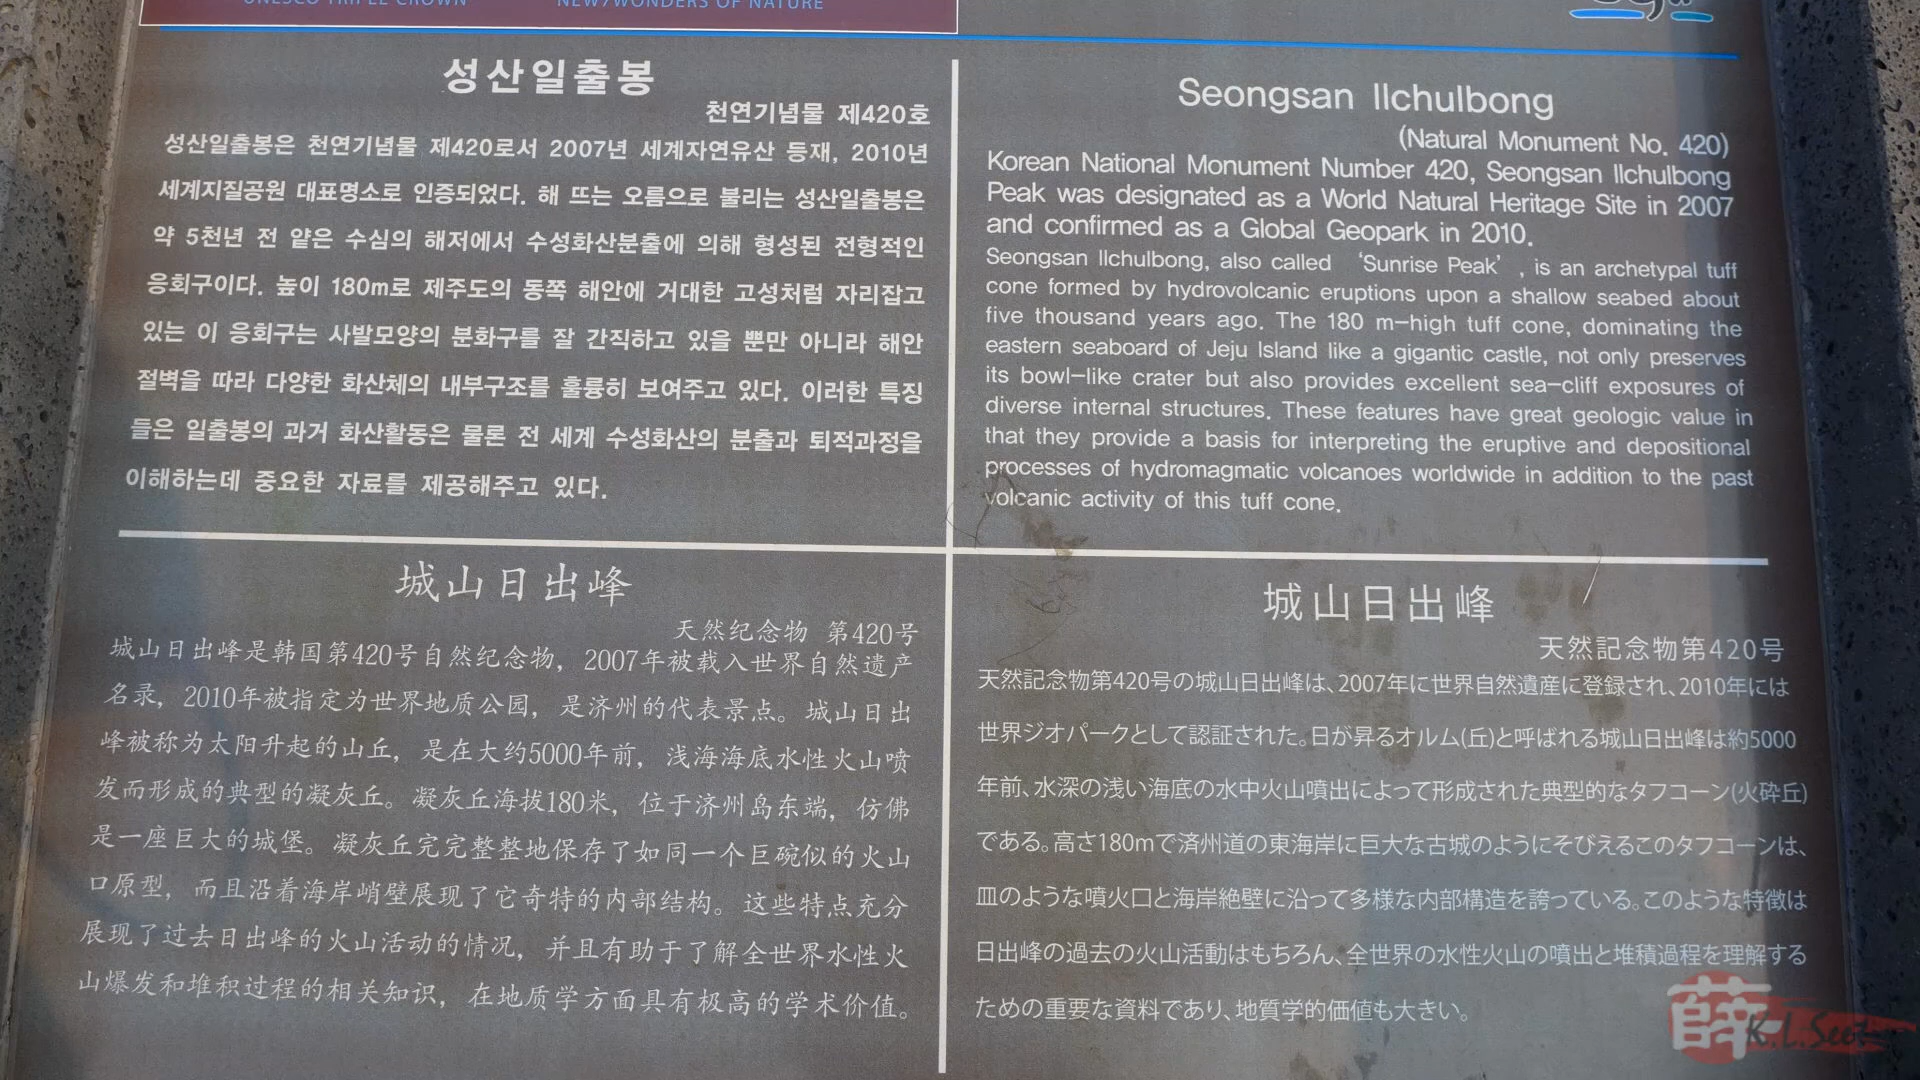 UNESCO TRIPLE CROWN
NEW7WONDERS OF NATURE
성산일출봉
천연기념물 제420호
성산일출봉은 천연기념물 제420로서 2007년 세계자연유산 등재, 2010년
세계지질공원 대표명소로 인증되었다. 해 뜨는 오름으로 불리는 성산일출봉은
약 5천년 전 얕은 수심의 해저에서 수성화산분출에 의해 형성된 전형적인
응회구이다. 높이 180m로 제주도의 동쪽 해안에 거대한 고성처럼 자리잡고
있는 이 응회구는 사발모양의 분화구를 잘 간직하고 있을 뿐만 아니라 해안
절벽을 따라 다양한 화산체의 내부구조를 훌륭히 보여주고 있다. 이러한 특징
들은 일출봉의 과거 화산활동은 물론 전 세계 수성화산의 분출과 퇴적과정을
이해하는데 중요한 자료를 제공해주고 있다.
Seongsan Ilchulbong
(Natural Monument No. 420)
Korean National Monument Number 420, Seongsan Ilchulbong
Peak was designated as a World Natural Heritage Site in 2007
and confirmed as a Global Geopark in 2010.
Seongsan Ilchulbong, also called 'Sunrise Peak', is an archetypal tuff
cone formed by hydrovolcanic eruptions upon a shallow seabed about
five thousand years ago. The 180 m-high tuff cone, dominating the
eastern seaboard of Jeju Island like a gigantic castle, not only preserves
its bowl-like crater but also provides excellent sea-cliff exposures of
diverse internal structures. These features have great geologic value in
that they provide a basis for interpreting the eruptive and depositional
processes of hydromagmatic volcanoes worldwide in addition to the past
volcanic activity of this tuff cone.
城山日出峰
天然纪念物 第420号
城山日出峰是韩国第420号自然纪念物，2007年被载入世界自然遗产
名录，2010年被指定为世界地质公园，是济州的代表景点。城山日出
峰被称为太阳升起的山丘，是在大约5000年前，浅海海底水性火山喷
发而形成的典型的凝灰丘。凝灰丘海拔180米，位于济州岛东端，仿佛
是一座巨大的城堡。凝灰丘完完整整地保存了如同一个巨碗似的火山
口原型，而且沿着海岸峭壁展现了它奇特的内部结构。这些特点充分
展现了过去日出峰的火山活动的情况，并且有助于了解全世界水性火
山爆发和堆积过程的相关知识，在地质学方面具有极高的学术价值。
城山日出峰
天然記念物第420号
天然記念物第420号の城山日出峰は、2007年に世界自然遺産に登録され、2010年には
世界ジオパークとして認証された。日が昇るオルム(丘)と呼ばれる城山日出峰は約5000
年前、水深の浅い海底の水中火山噴出によって形成された典型的なタフコーン(火砕丘)
である。高さ180mで済州道の東海岸に巨大な古城のようにそびえるこのタフコーンは、
皿のような噴火口と海岸絶壁に沿って多様な内部構造を誇っている。このような特徴は
日出峰の過去の火山活動はもちろん、全世界の水性火山の噴出と堆積過程を理解する
ための重要な資料であり、地質学的価値も大きい。
薛 K.L.See